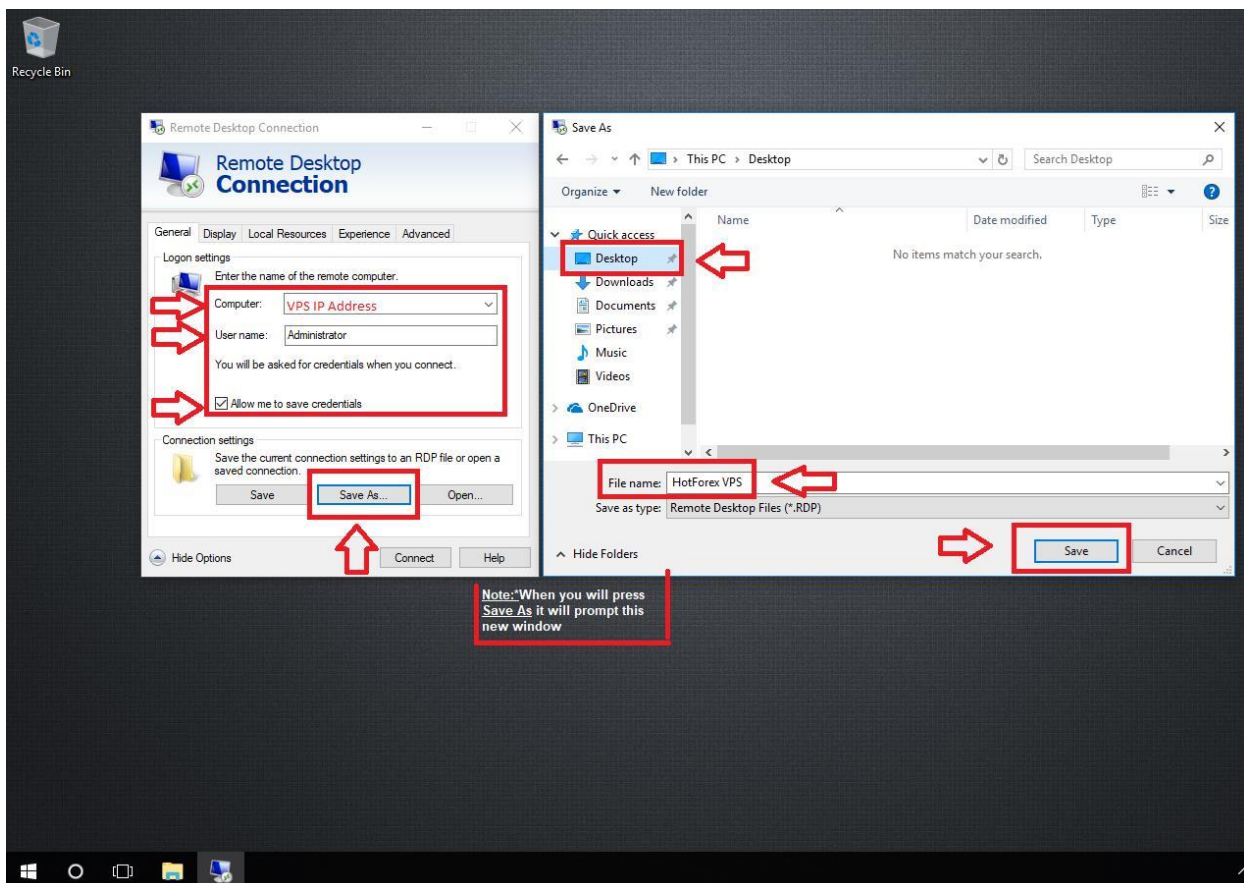 Recycle Bin
Remote Desktop Connection
Remote Desktop
Connection
General Display Local Resources Experience Advanced
Logon settings
Enter the name of the remote computer.
Computer: VPS IP Address
User name: Administrator
You will be asked for credentials when you connect.
Allow me to save credentials
Connection settings
Save the current connection settings to an RDP file or open a
saved connection.
Save Save As... Open...
Hide Options Connect Help
Save As
This PC > Desktop Search Desktop
Organize New folder
Name Date modified Type Size
Quick access
No items match your search.
Desktop
Downloads
Documents
Pictures
Music
Videos
OneDrive
This PC
File name: HotForex VPS
Save as type: Remote Desktop Files (*.RDP)
Hide Folders Save Cancel
Note:*When you will press
Save As it will prompt this
new window